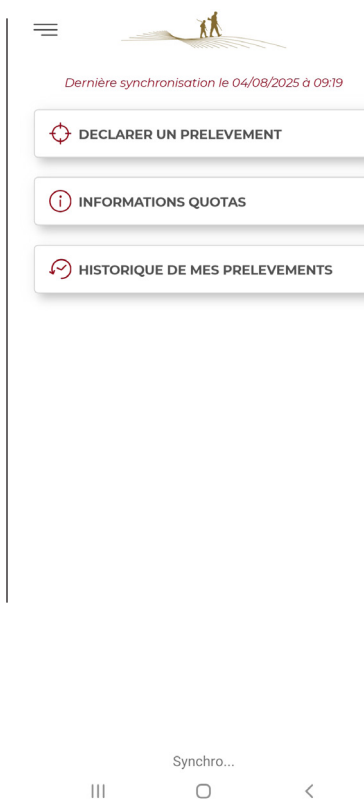 Dernière synchronisation le 04/08/2025 à 09:19
DECLARER UN PRELEVEMENT
INFORMATIONS QUOTAS
HISTORIQUE DE MES PRELEVEMENTS
Synchro...